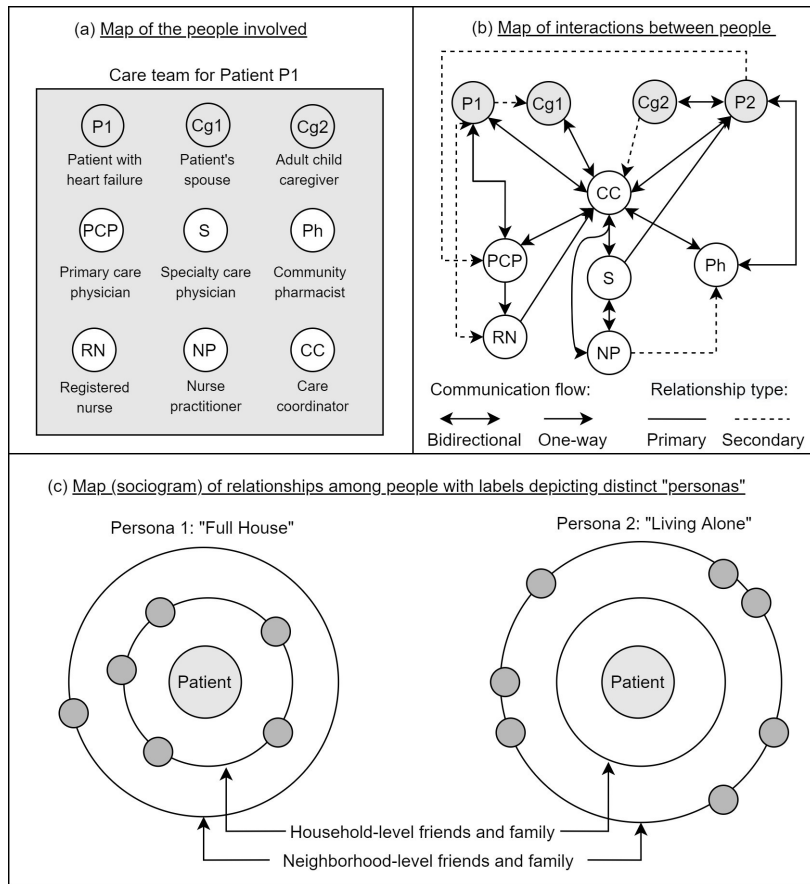 (a) Map of the people involved
Care team for Patient P1
P1
Cg1
Cg2
Patient with
heart failure
Patient's
spouse
Adult child
caregiver
PCP
S
Ph
Primary care
physician
Specialty care
physician
Community
pharmacist
RN
NP
CC
Registered
nurse
Nurse
practitioner
Care
coordinator
(b) Map of interactions between people
P1
Cg1
Cg2
P2
CC
PCP
S
Ph
RN
NP
Communication flow:
Relationship type:
Bidirectional
One-way
Primary
Secondary
(c) Map (sociogram) of relationships among people with labels depicting distinct "personas"
Persona 1: "Full House"
Persona 2: "Living Alone"
Patient
Patient
Household-level friends and family
Neighborhood-level friends and family